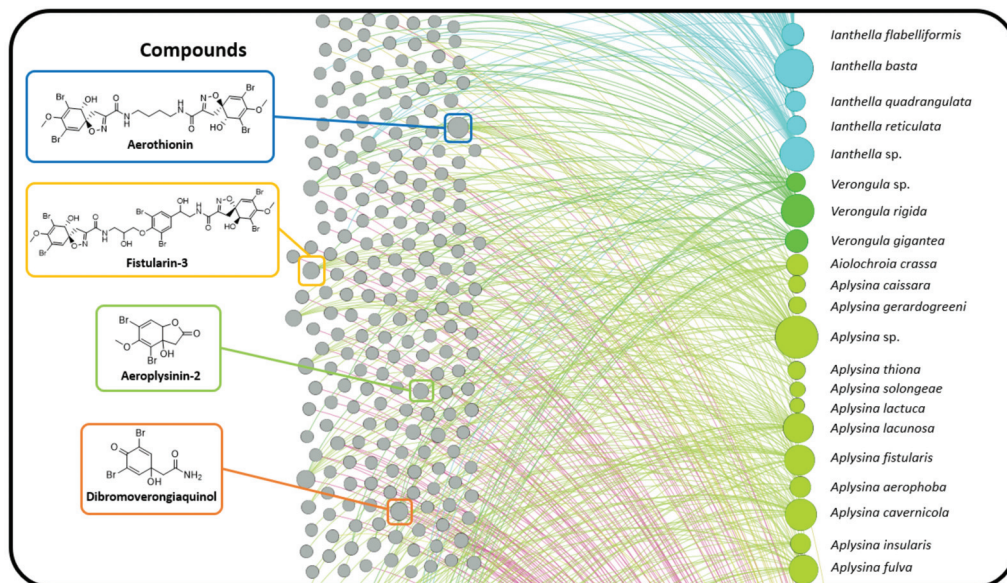 Compounds
Aerothionin
Fistularin-3
Aeroplysinin-2
Dibromoverongiaquinol
Ianthella flabelliformis
Ianthella basta
Ianthella quadrangulata
Ianthella reticulata
Ianthella sp.
Verongula sp.
Verongula rigida
Verongula gigantea
Aiolochroia crassa
Aplysina caissara
Aplysina gerardogreeni
Aplysina sp.
Aplysina thiona
Aplysina solongeae
Aplysina lactuca
Aplysina lacunosa
Aplysina fistularis
Aplysina aerophoba
Aplysina cavernicola
Aplysina insularis
Aplysina fulva